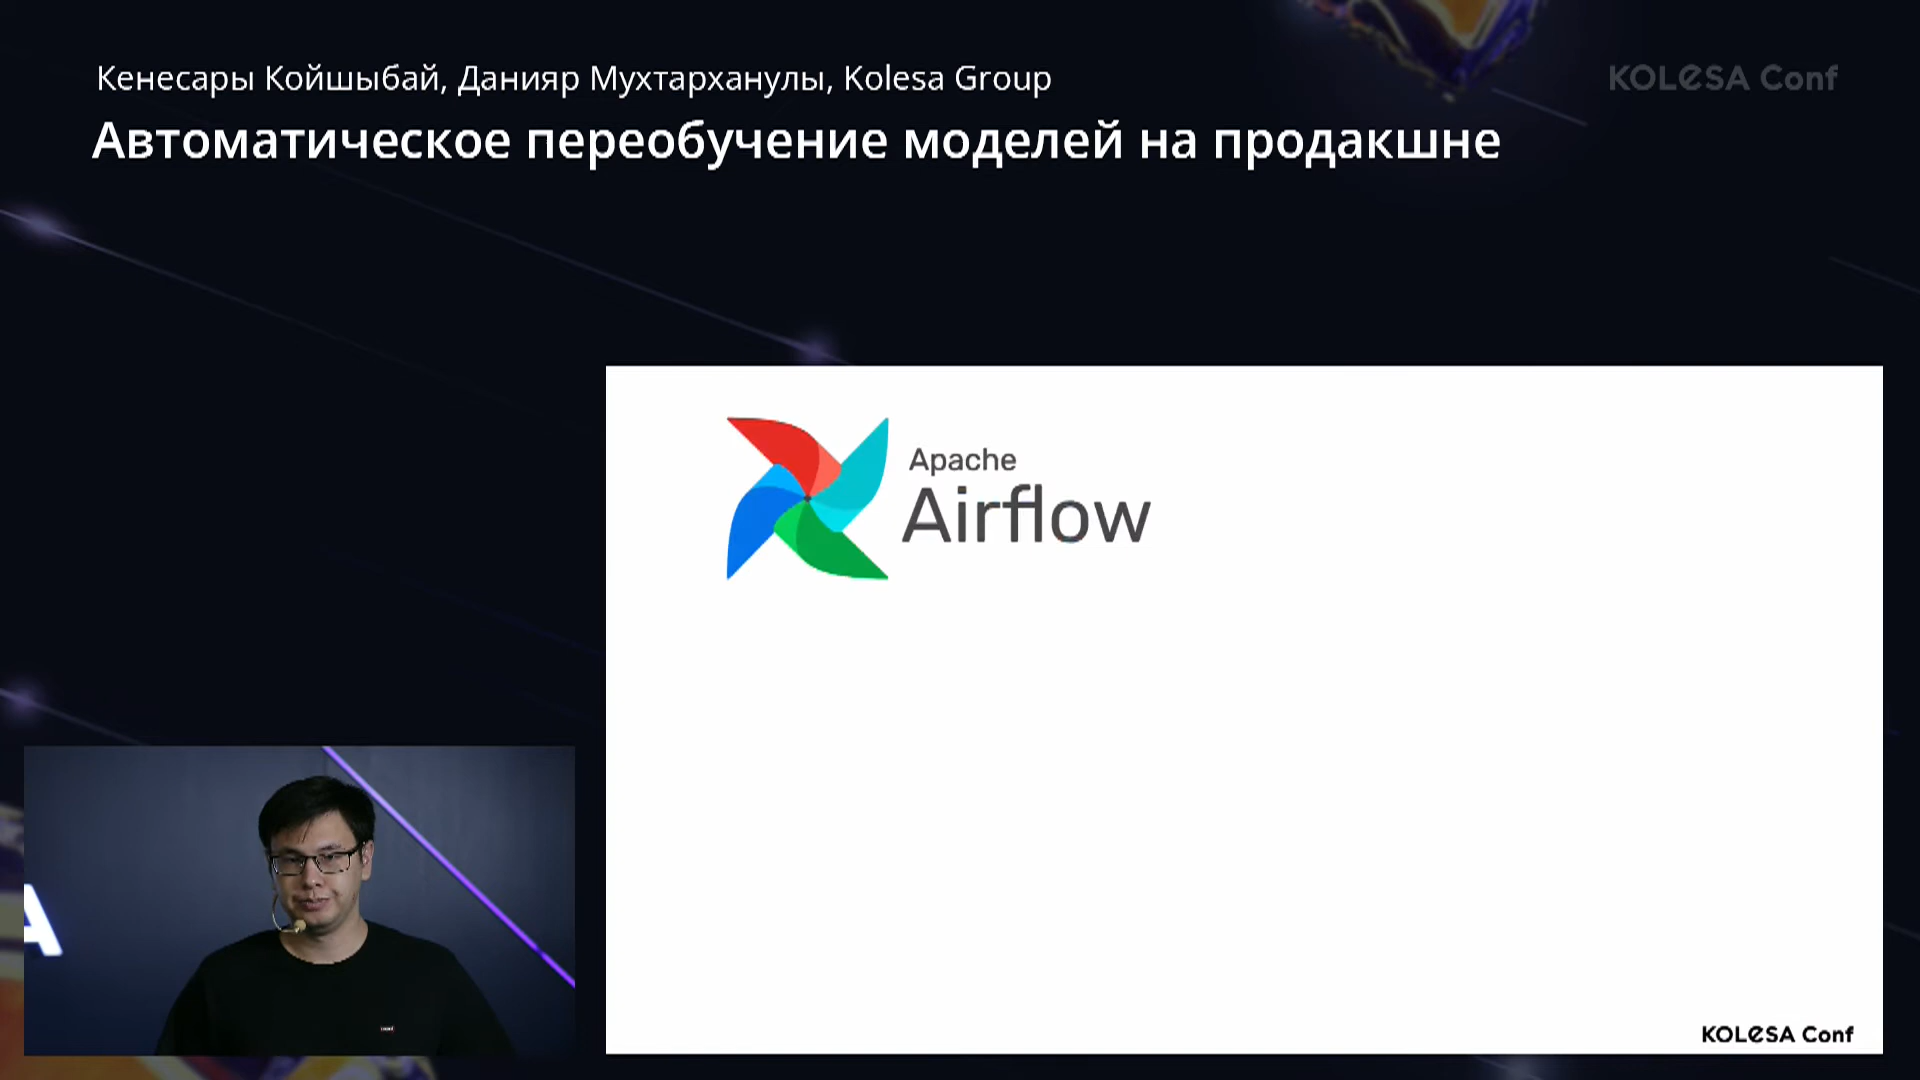 Кенесары Койшыбай, Данияр Мухтарханулы, Kolesa Group
KOLESA Conf
Автоматическое переобучение моделей на продакшне
Apache
Airflow
A
KOLESA Conf